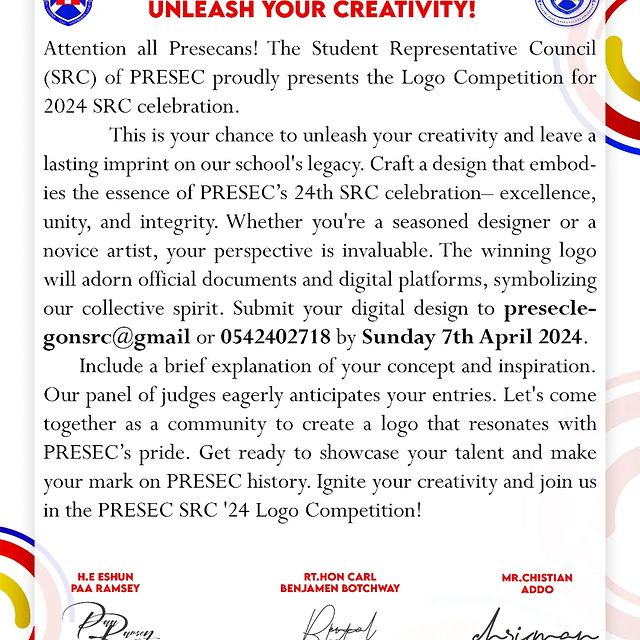 UNLEASH YOUR CREATIVITY!
Attention all Presecans! The Student Representative Council
(SRC) of PRESEC proudly presents the Logo Competition for
2024 SRC celebration.
This is your chance to unleash your creativity and leave a
lasting imprint on our school's legacy. Craft a design that embod-
ies the essence of PRESEC’s 24th SRC celebration– excellence,
unity, and integrity. Whether you're a seasoned designer or a
novice artist, your perspective is invaluable. The winning logo
will adorn official documents and digital platforms, symbolizing
our collective spirit. Submit your digital design to presecle-
gonsrc@gmail or 0542402718 by Sunday 7th April 2024.
Include a brief explanation of your concept and inspiration.
Our panel of judges eagerly anticipates your entries. Let's come
together as a community to create a logo that resonates with
PRESEC’s pride. Get ready to showcase your talent and make
your mark on PRESEC history. Ignite your creativity and join us
in the PRESEC SRC '24 Logo Competition!
H.E ESHUN
PAA RAMSEY
RT.HON CARL
BENJAMEN BOTCHWAY
MR.CHISTIAN
ADDO